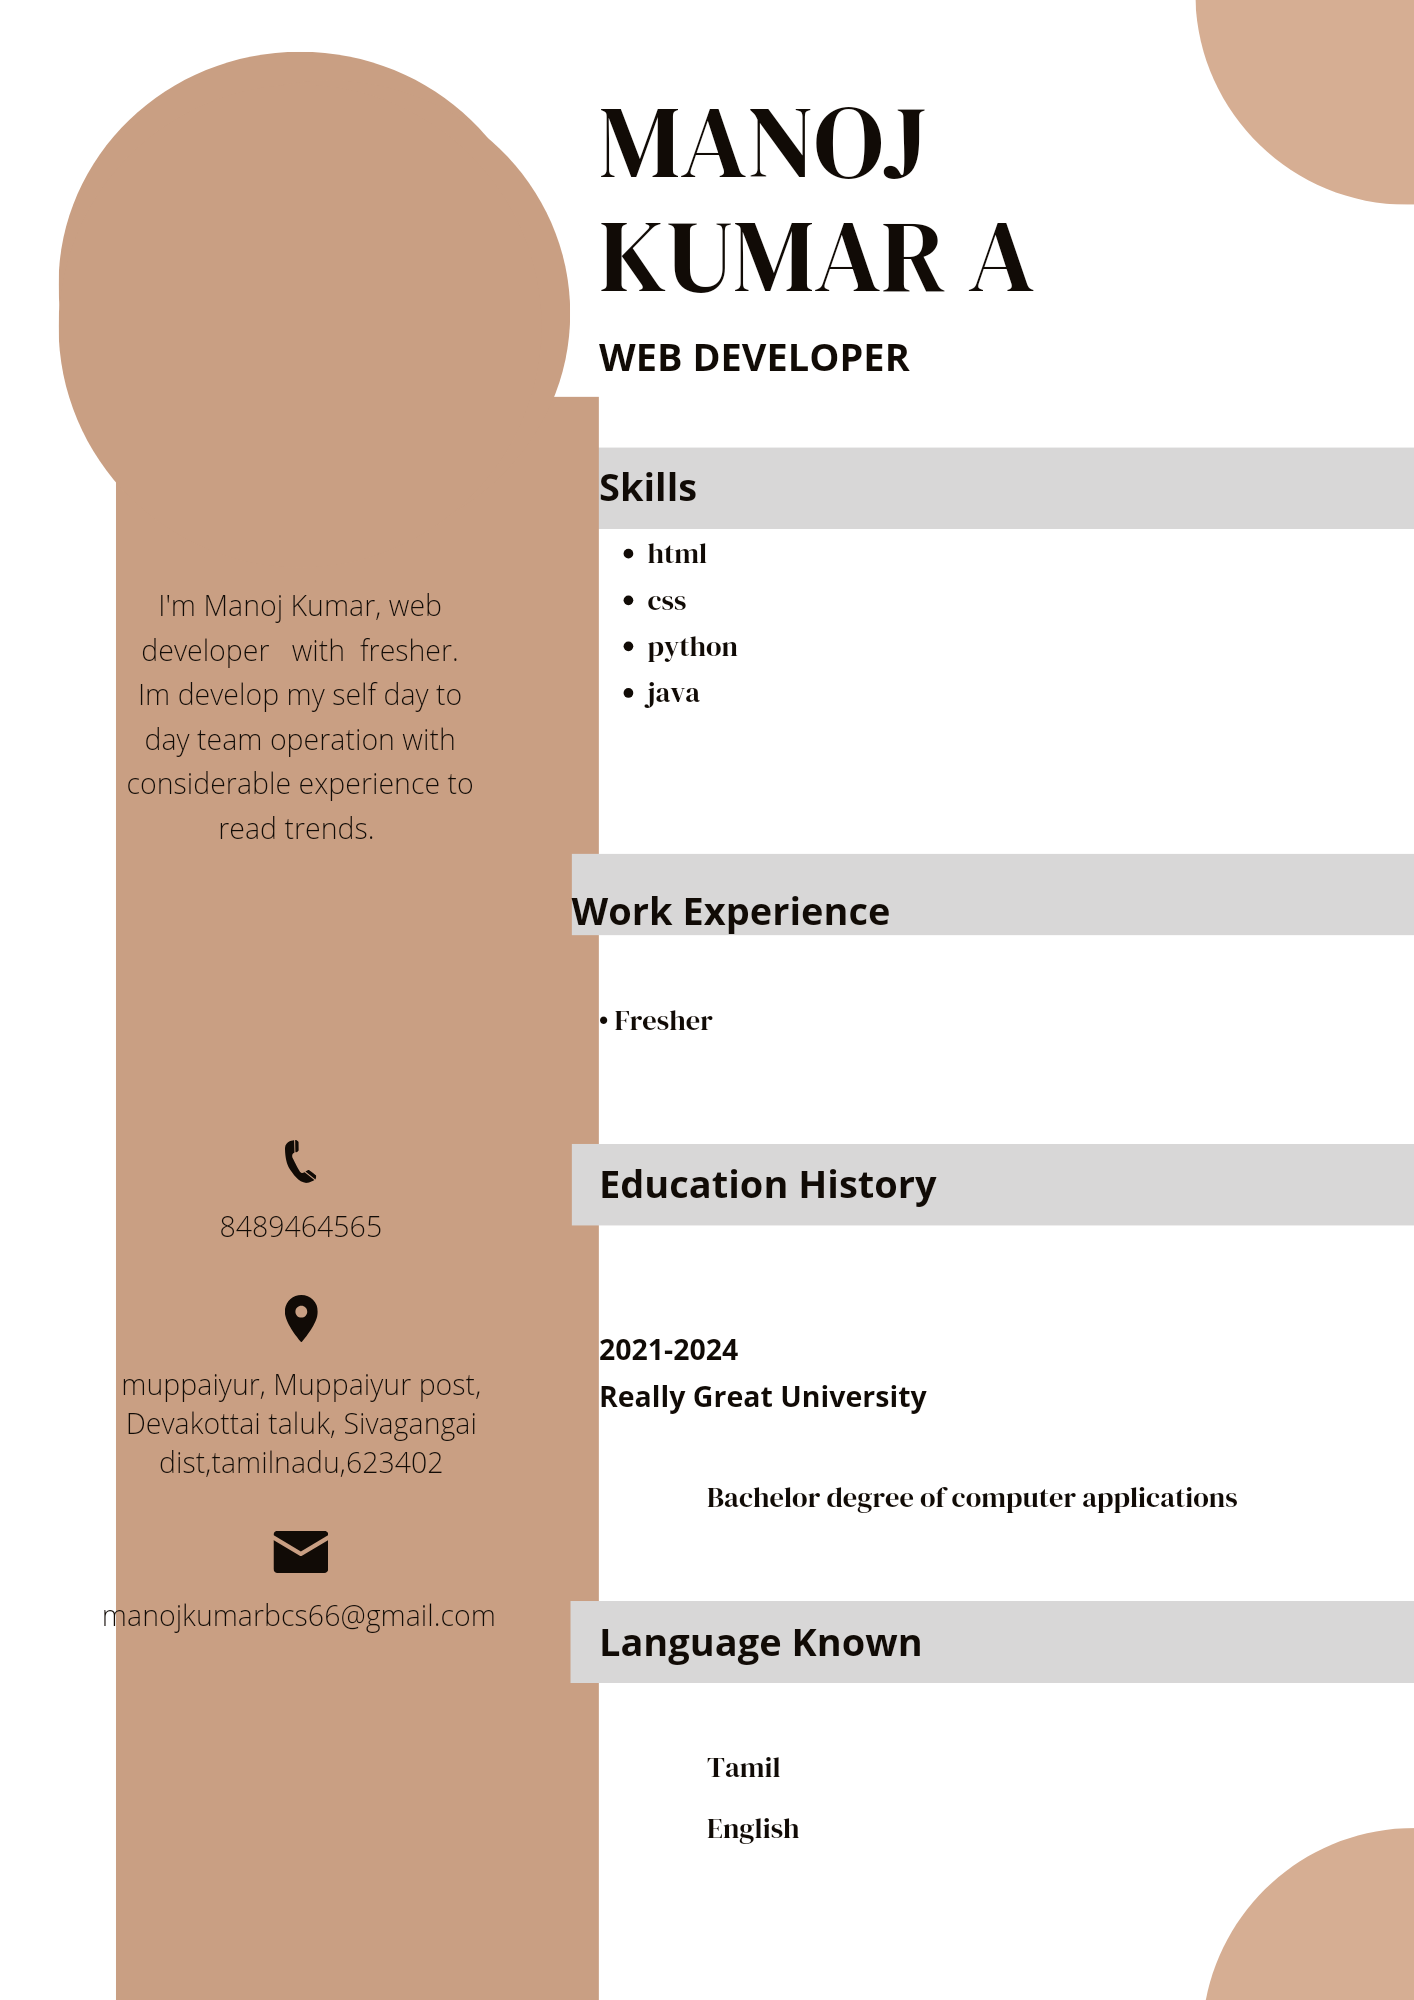 MANOJ
KUMAR A
WEB DEVELOPER
I'm Manoj Kumar, web
developer with fresher.
Im develop my self day to
day team operation with
considerable experience to
read trends.
8489464565
muppaiyur, Muppaiyur post,
Devakottai taluk, Sivagangai
dist,tamilnadu,623402
manojkumarbcs66@gmail.com
Skills
• html
• css
• python
• java
Work Experience
• Fresher
Education History
2021-2024
Really Great University
Bachelor degree of computer applications
Language Known
Tamil
English